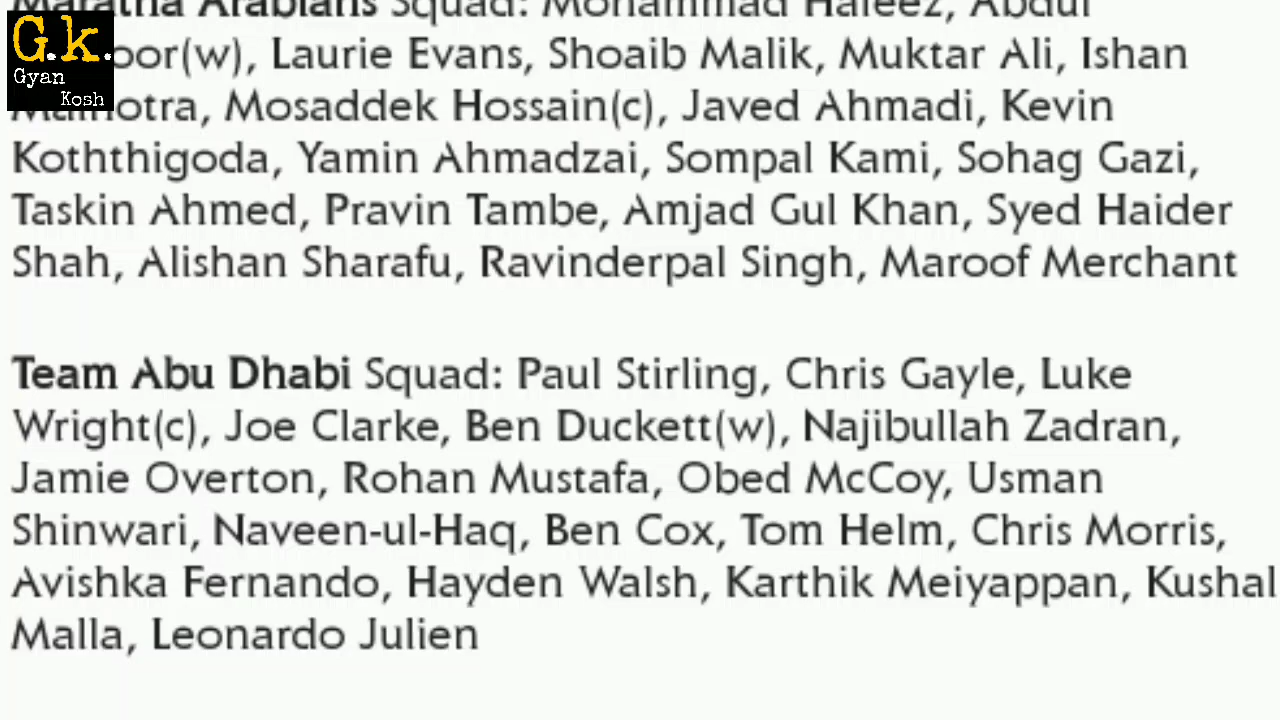 Maratha Arabians Squad: Mohammad Hafeez, Abdul
G.k.
Gyan
Kosh
oor(w), Laurie Evans, Shoaib Malik, Muktar Ali, Ishan
Malhotra, Mosaddek Hossain(c), Javed Ahmadi, Kevin
Koththigoda, Yamin Ahmadzai, Sompal Kami, Sohag Gazi,
Taskin Ahmed, Pravin Tambe, Amjad Gul Khan, Syed Haider
Shah, Alishan Sharafu, Ravinderpal Singh, Maroof Merchant
Team Abu Dhabi Squad: Paul Stirling, Chris Gayle, Luke
Wright(c), Joe Clarke, Ben Duckett(w), Najibullah Zadran,
Jamie Overton, Rohan Mustafa, Obed McCoy, Usman
Shinwari, Naveen-ul-Haq, Ben Cox, Tom Helm, Chris Morris,
Avishka Fernando, Hayden Walsh, Karthik Meiyappan, Kushal
Malla, Leonardo Julien